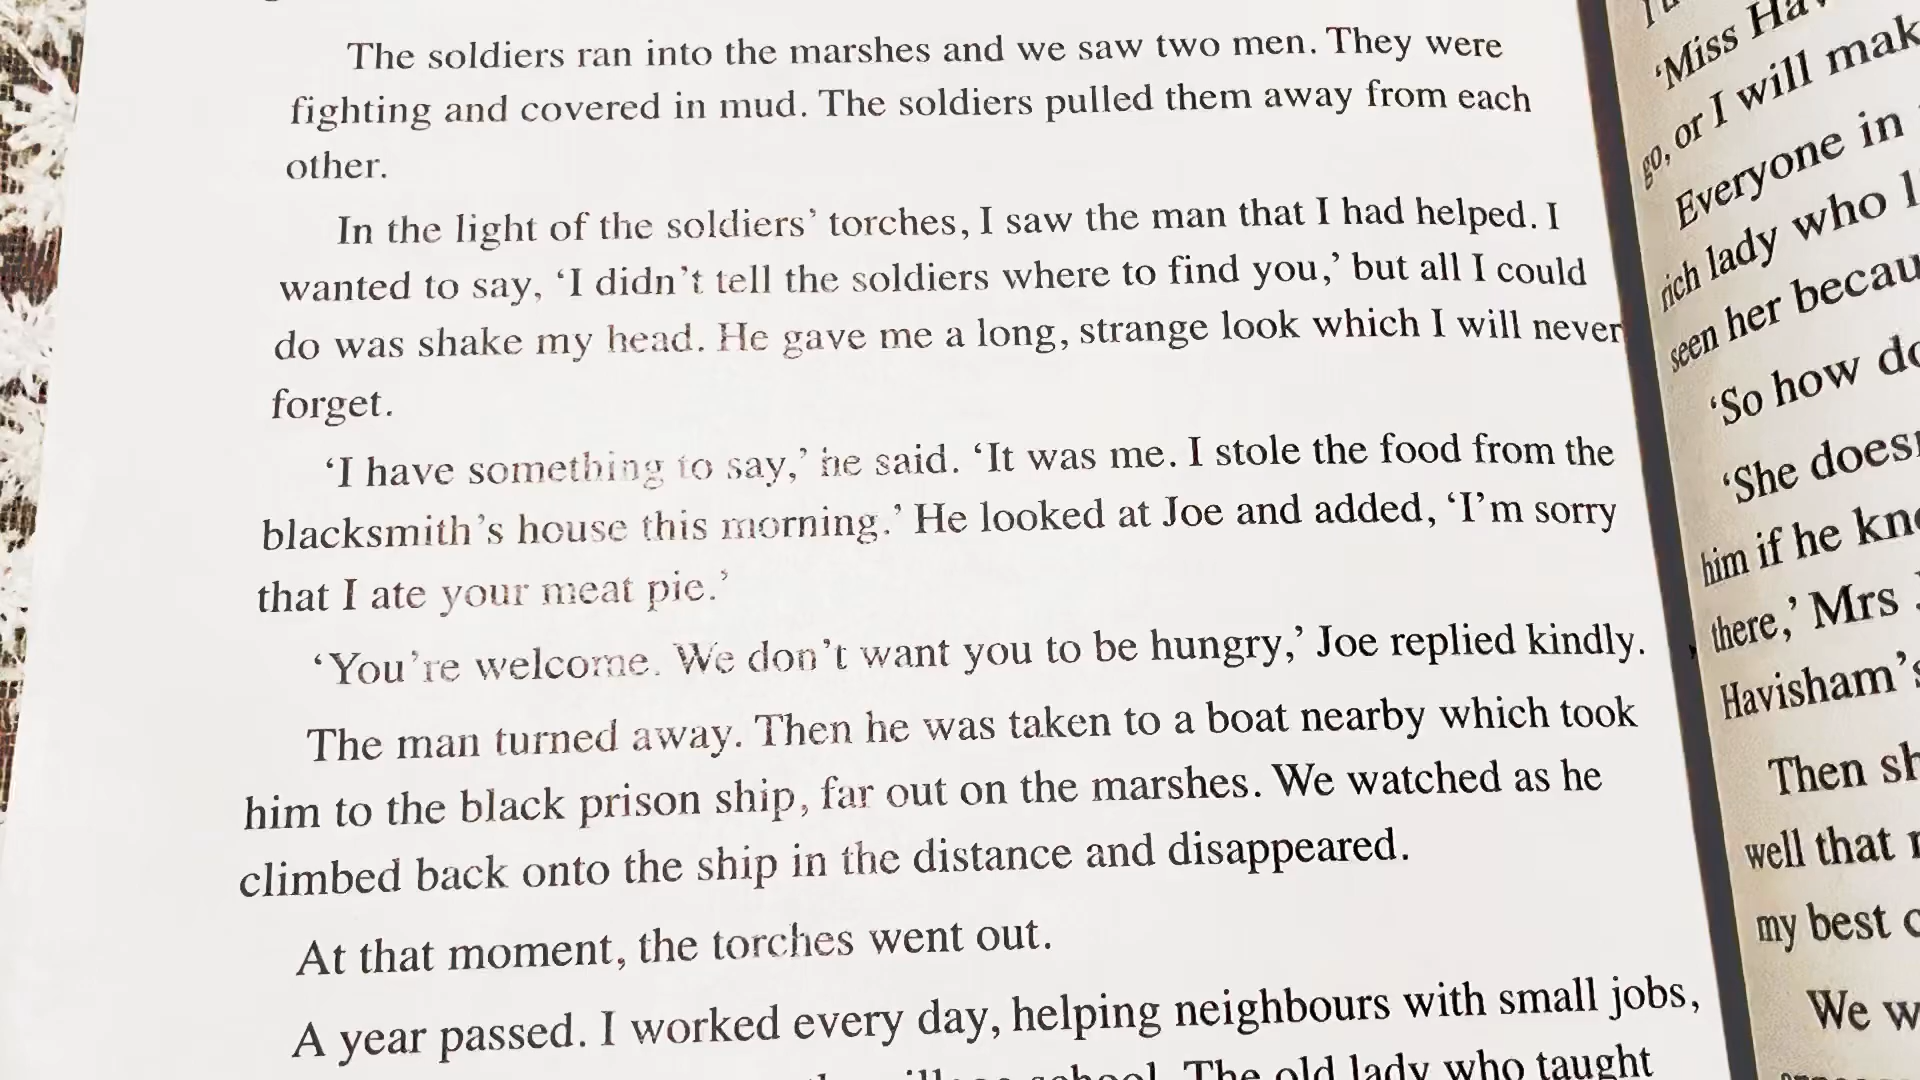 The soldiers ran into the marshes and we saw two men. They were
fighting and covered in mud. The soldiers pulled them away from each
other.
In the light of the soldiers’ torches, I saw the man that I had helped. I
wanted to say, ‘I didn’t tell the soldiers where to find you,’ but all I could
do was shake my head. He gave me a long, strange look which I will never
forget.
‘I have something to say,’ he said. ‘It was me. I stole the food from the
blacksmith’s house this morning.’ He looked at Joe and added, ‘I’m sorry
that I ate your meat pie.’
‘You’re welcome. We don’t want you to be hungry,’ Joe replied kindly.
The man turned away. Then he was taken to a boat nearby which took
him to the black prison ship, far out on the marshes. We watched as he
climbed back onto the ship in the distance and disappeared.
At that moment, the torches went out.
A year passed. I worked every day, helping neighbours with small jobs,
school. The old lady who taught
‘Miss
go, or I will
Everyone in
rich lady who
seen her
‘So how
‘She
him if he
there,’ Mrs
Havisham’s
Then
well that
my best
We